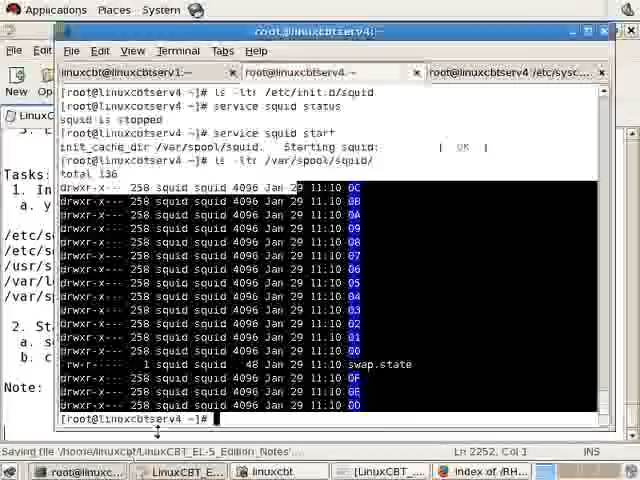 Applications Places System
root@linuxcbtserv4:~
File Edit View Terminal Tabs Help
linuxcbt@linuxcbtserv1:~
root@linuxcbtserv4:~
root@linuxcbtserv4:/etc/sysc...
[root@linuxcbtserv4 ~]# ls -ltr /etc/init.d/squid
[root@linuxcbtserv4 ~]# service squid status
squid is stopped
[root@linuxcbtserv4 ~]# service squid start
init_cache_dir /var/spool/squid. Starting squid: [ OK ]
[root@linuxcbtserv4 ~]# ls -ltr /var/spool/squid/
total 136
drwxr-x--- 258 squid squid 4096 Jan 29 11:10 0C
drwxr-x--- 258 squid squid 4096 Jan 29 11:10 0B
drwxr-x--- 258 squid squid 4096 Jan 29 11:10 0A
drwxr-x--- 258 squid squid 4096 Jan 29 11:10 09
drwxr-x--- 258 squid squid 4096 Jan 29 11:10 08
drwxr-x--- 258 squid squid 4096 Jan 29 11:10 07
drwxr-x--- 258 squid squid 4096 Jan 29 11:10 06
drwxr-x--- 258 squid squid 4096 Jan 29 11:10 05
drwxr-x--- 258 squid squid 4096 Jan 29 11:10 04
drwxr-x--- 258 squid squid 4096 Jan 29 11:10 03
drwxr-x--- 258 squid squid 4096 Jan 29 11:10 02
drwxr-x--- 258 squid squid 4096 Jan 29 11:10 01
drwxr-x--- 258 squid squid 4096 Jan 29 11:10 00
-rw-r----- 1 squid squid 48 Jan 29 11:10 swap.state
drwxr-x--- 258 squid squid 4096 Jan 29 11:10 0F
drwxr-x--- 258 squid squid 4096 Jan 29 11:10 0E
drwxr-x--- 258 squid squid 4096 Jan 29 11:10 0D
[root@linuxcbtserv4 ~]#
File
New
Tasks:
1. In
a. y
/etc/s
/etc/s
/usr/s
/var/l
/var/s
2. St
a. s
b. c
Note:
Saving file '/home/linuxcbt/LinuxCBT_EL-5_Edition_Notes'...
Ln 2252, Col 1
INS
root@linuxc...
LinuxCBT_E...
linuxcbt
[LinuxCBT_...
Index of /RH...